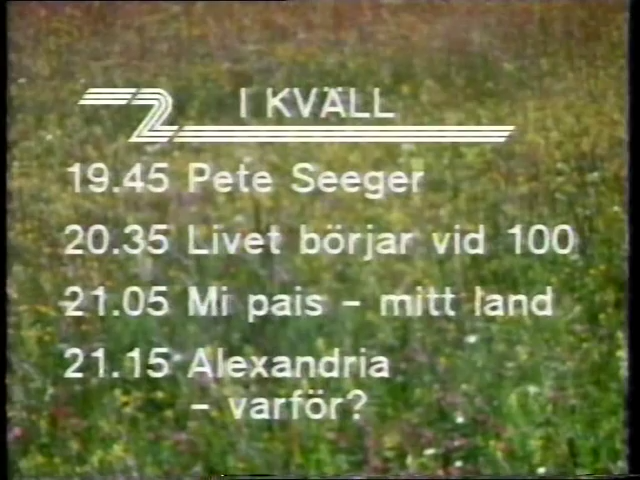 2 I KVÄLL
19.45 Pete Seeger
20.35 Livet börjar vid 100
21.05 Mi pais - mitt land
21.15 Alexandria
- varför?